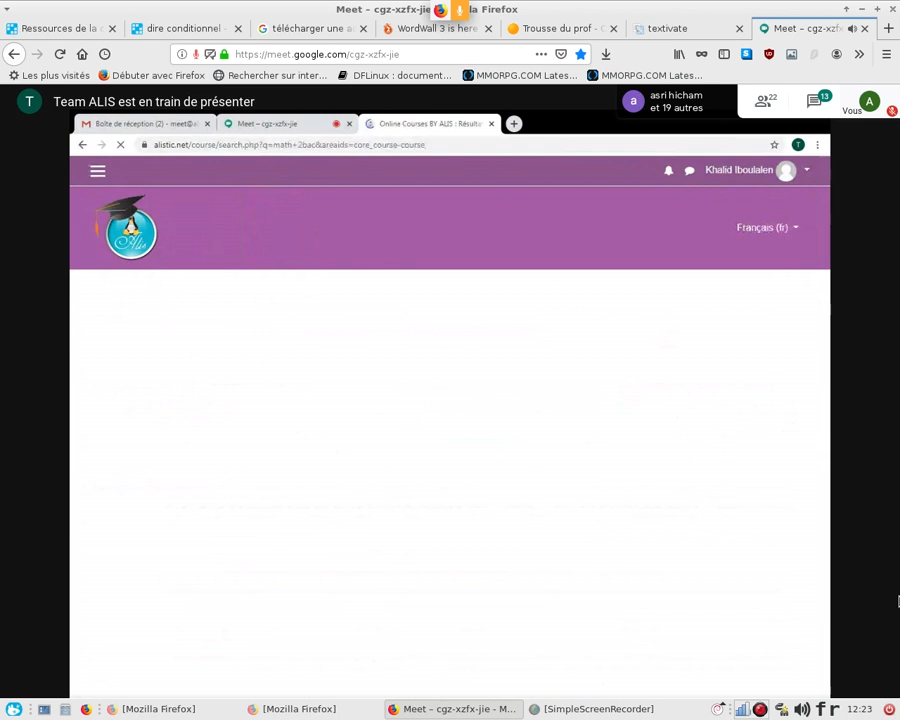 Meet – cgz-xzfx-jie la Firefox
Ressources de la c
dire conditionnel -
télécharger une a
WordWall 3 is here
Trousse du prof - 
textivate
Meet – cgz-xzf
https://meet.google.com/cgz-xzfx-jie
Les plus visités
Débuter avec Firefox
Rechercher sur inter...
DFLinux : document...
MMORPG.COM Lates...
MMORPG.COM Lates...
T
Team ALIS est en train de présenter
a
asri hicham
et 19 autres
22
13
A
Vous
Boîte de réception (2) - meet@
Meet – cgz-xzfx-jie
Online Courses BY ALIS : Résulta
alistic.net/course/search.php?q=math+2bac&areaids=core_course-course
T
Khalid Iboulalen
Alis
Français (fr)
[Mozilla Firefox]
[Mozilla Firefox]
Meet – cgz-xzfx-jie - M...
[SimpleScreenRecorder]
fr
12:23